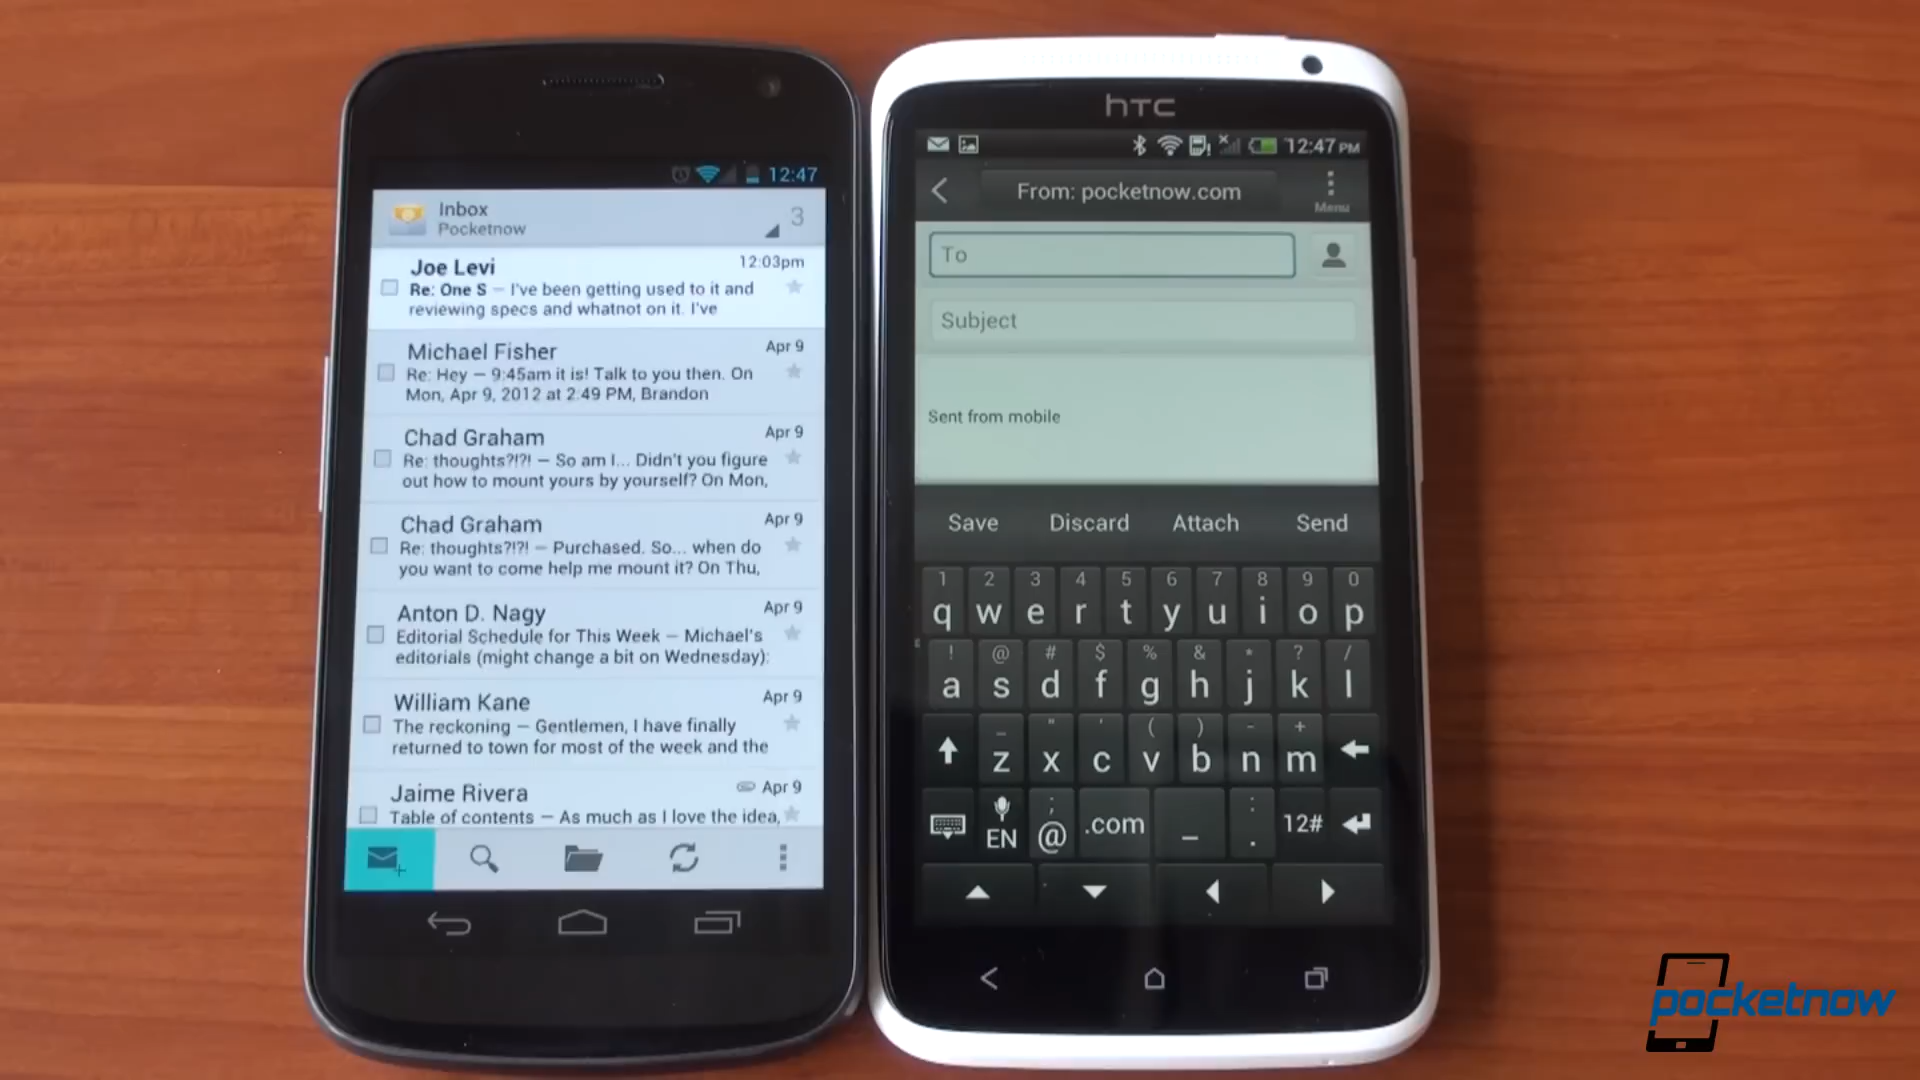 12:47
Inbox
Pocketnow
3
Joe Levi
12:03pm
Re: One S – I've been getting used to it and
reviewing specs and whatnot on it. I've
Michael Fisher
Apr 9
Re: Hey – 9:45am it is! Talk to you then. On
Mon, Apr 9, 2012 at 2:49 PM, Brandon
Chad Graham
Apr 9
Re: thoughts?!?! – So am I... Didn't you figure
out how to mount yours by yourself? On Mon,
Chad Graham
Apr 9
Re: thoughts?!?! – Purchased. So... when do
you want to come help me mount it? On Thu,
Anton D. Nagy
Apr 9
Editorial Schedule for This Week – Michael's
editorials (might change a bit on Wednesday):
William Kane
Apr 9
The reckoning – Gentlemen, I have finally
returned to town for most of the week and the
Jaime Rivera
Apr 9
Table of contents – As much as I love the idea,
hTC
12:47 PM
From: pocketnow.com
Menu
To
Subject
Sent from mobile
Save Discard Attach Send
1 2 3 4 5 6 7 8 9 0
q w e r t y u i o p
! @ # $ % & * ? /
a s d f g h j k l
_ " ' ( ) - +
z x c v b n m
; :
EN @ .com _ . 12#
pocketnow